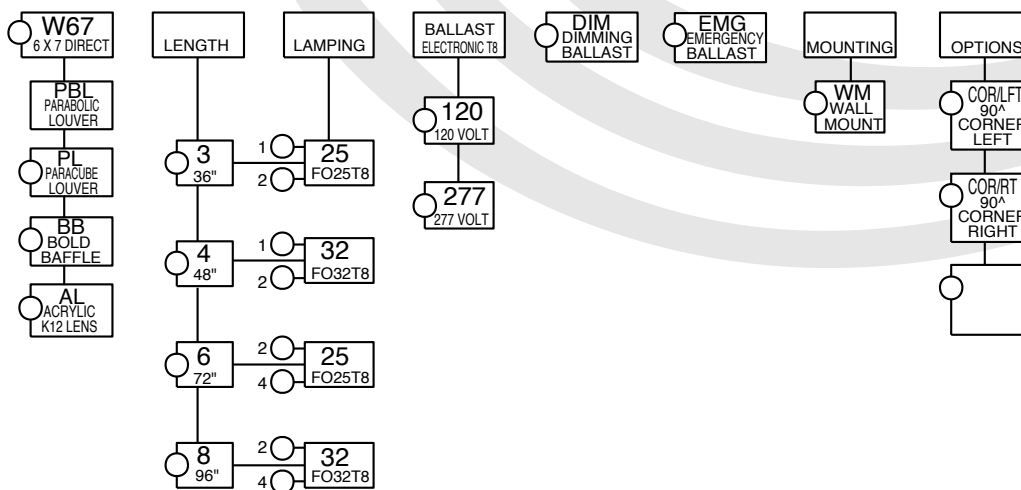 W67
6 X 7 DIRECT
PBL
PARABOLIC
LOUVER
PL
PARACUBE
LOUVER
BB
BOLD
BAFFLE
AL
ACRYLIC
K12 LENS
LENGTH
3
36"
4
48"
6
72"
8
96"
LAMPING
1
2
25
FO25T8
1
2
32
FO32T8
2
4
25
FO25T8
2
4
32
FO32T8
BALLAST
ELECTRONIC T8
120
120 VOLT
277
277 VOLT
DIM
DIMMING
BALLAST
EMG
EMERGENCY
BALLAST
MOUNTING
WM
WALL
MOUNT
OPTIONS
COR/LFT
90^
CORNER
LEFT
COR/RT
90^
CORNER
RIGHT